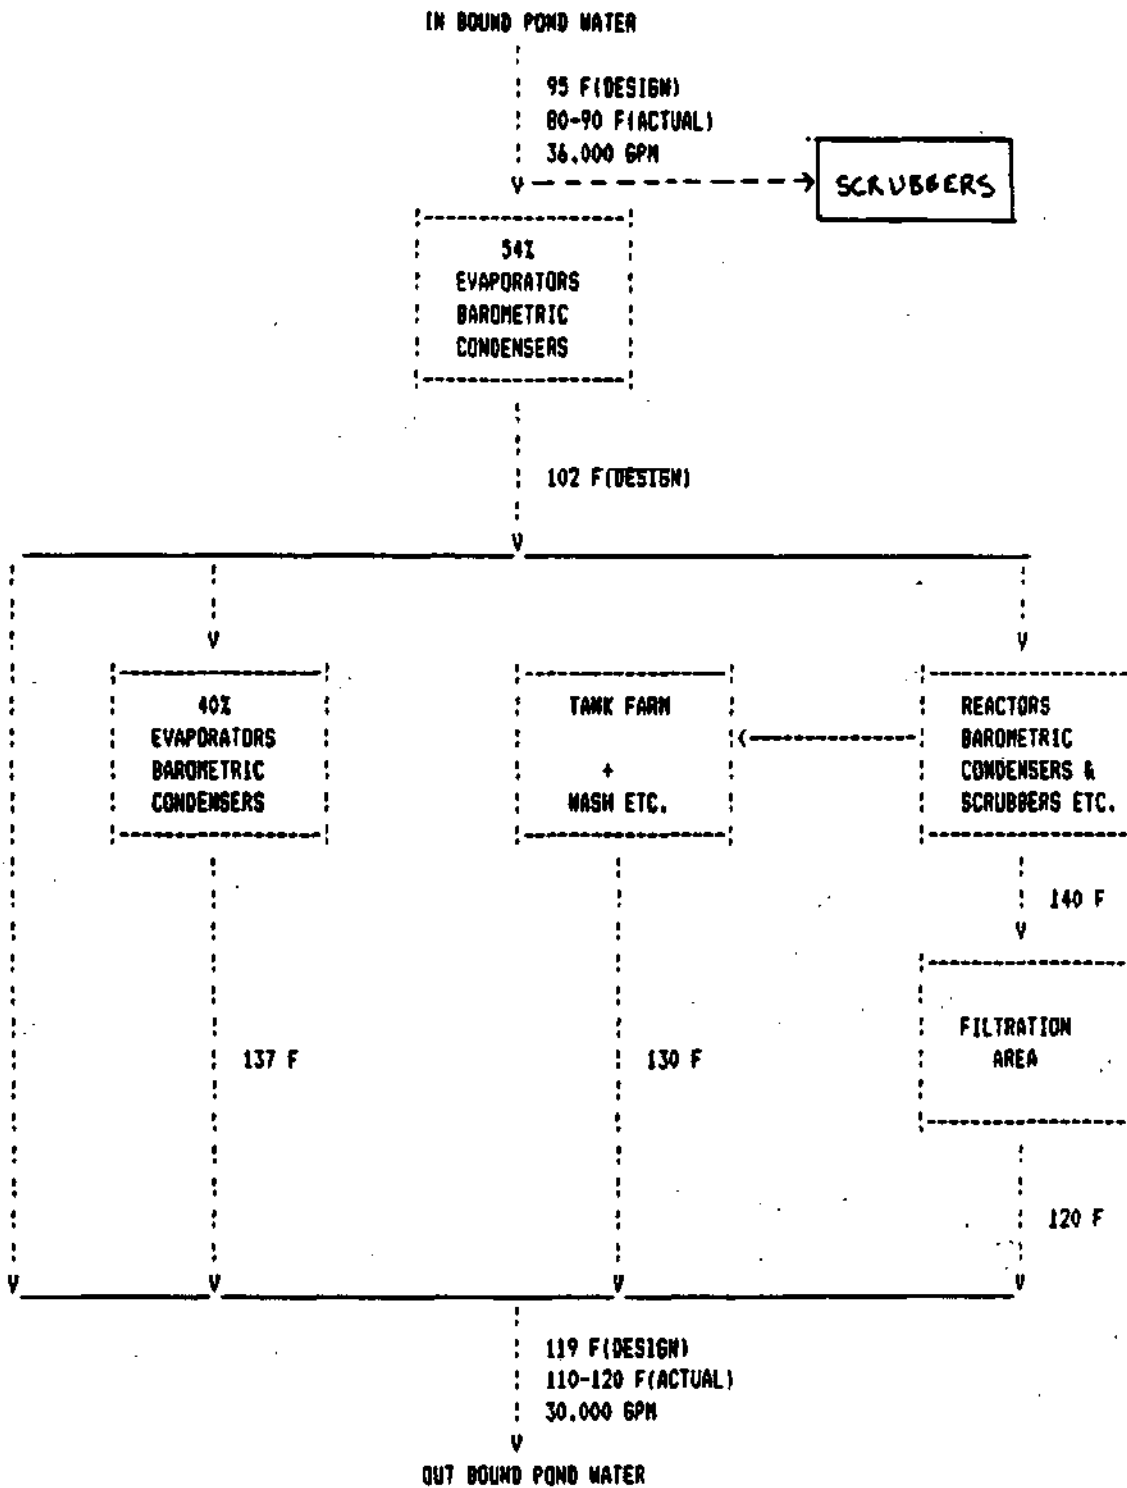 IN BOUND POND WATER
95 F(DESIGN)
80-90 F(ACTUAL)
36.000 GPM
SCRUBBERS
54%
EVAPORATORS
BAROMETRIC
CONDENSERS
102 F(DESIGN)
40%
EVAPORATORS
BAROMETRIC
CONDENSERS
TANK FARM
+
WASH ETC.
REACTORS
BAROMETRIC
CONDENSERS &
SCRUBBERS ETC.
140 F
FILTRATION
AREA
137 F
130 F
120 F
119 F(DESIGN)
110-120 F(ACTUAL)
30.000 GPM
OUT BOUND POND WATER